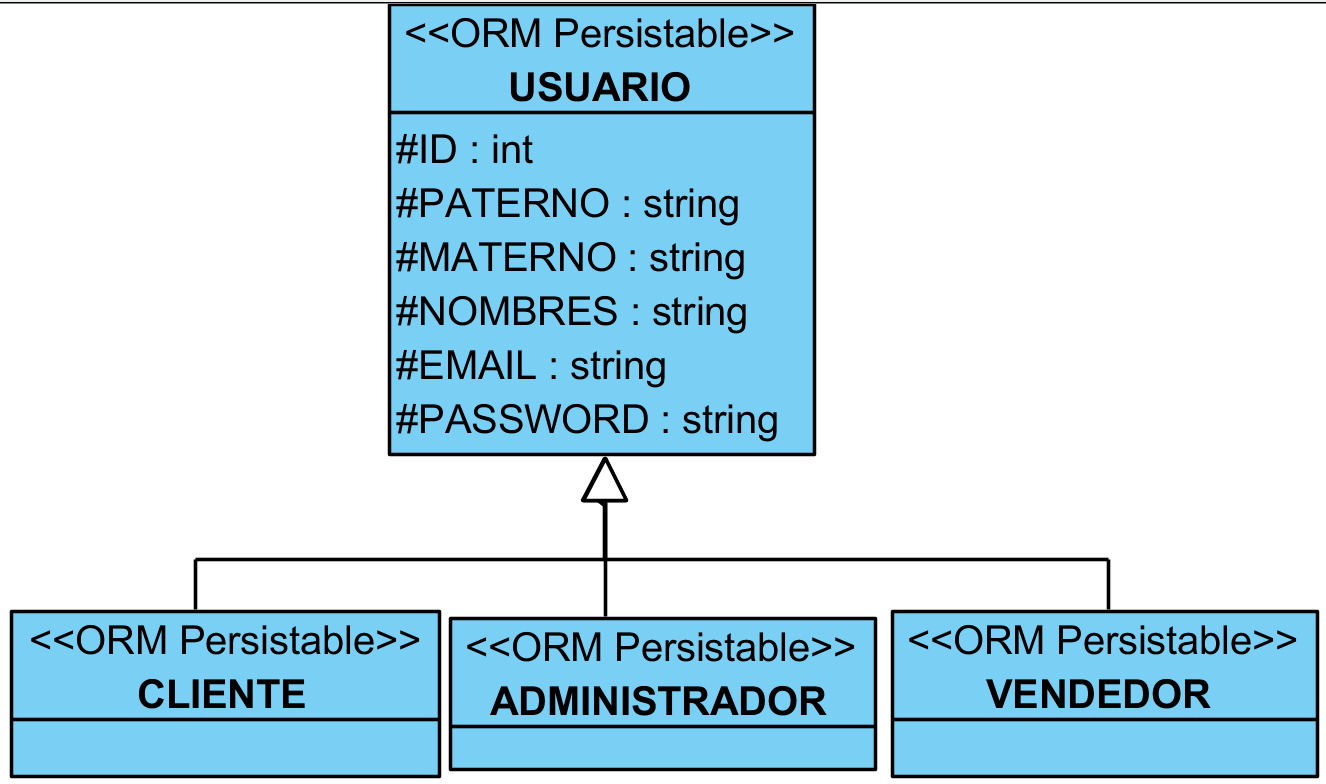 <<ORM Persistable>>
USUARIO
#ID : int
#PATERNO : string
#MATERNO : string
#NOMBRES : string
#EMAIL : string
#PASSWORD : string
<<ORM Persistable>>
CLIENTE
<<ORM Persistable>>
ADMINISTRADOR
<<ORM Persistable>>
VENDEDOR